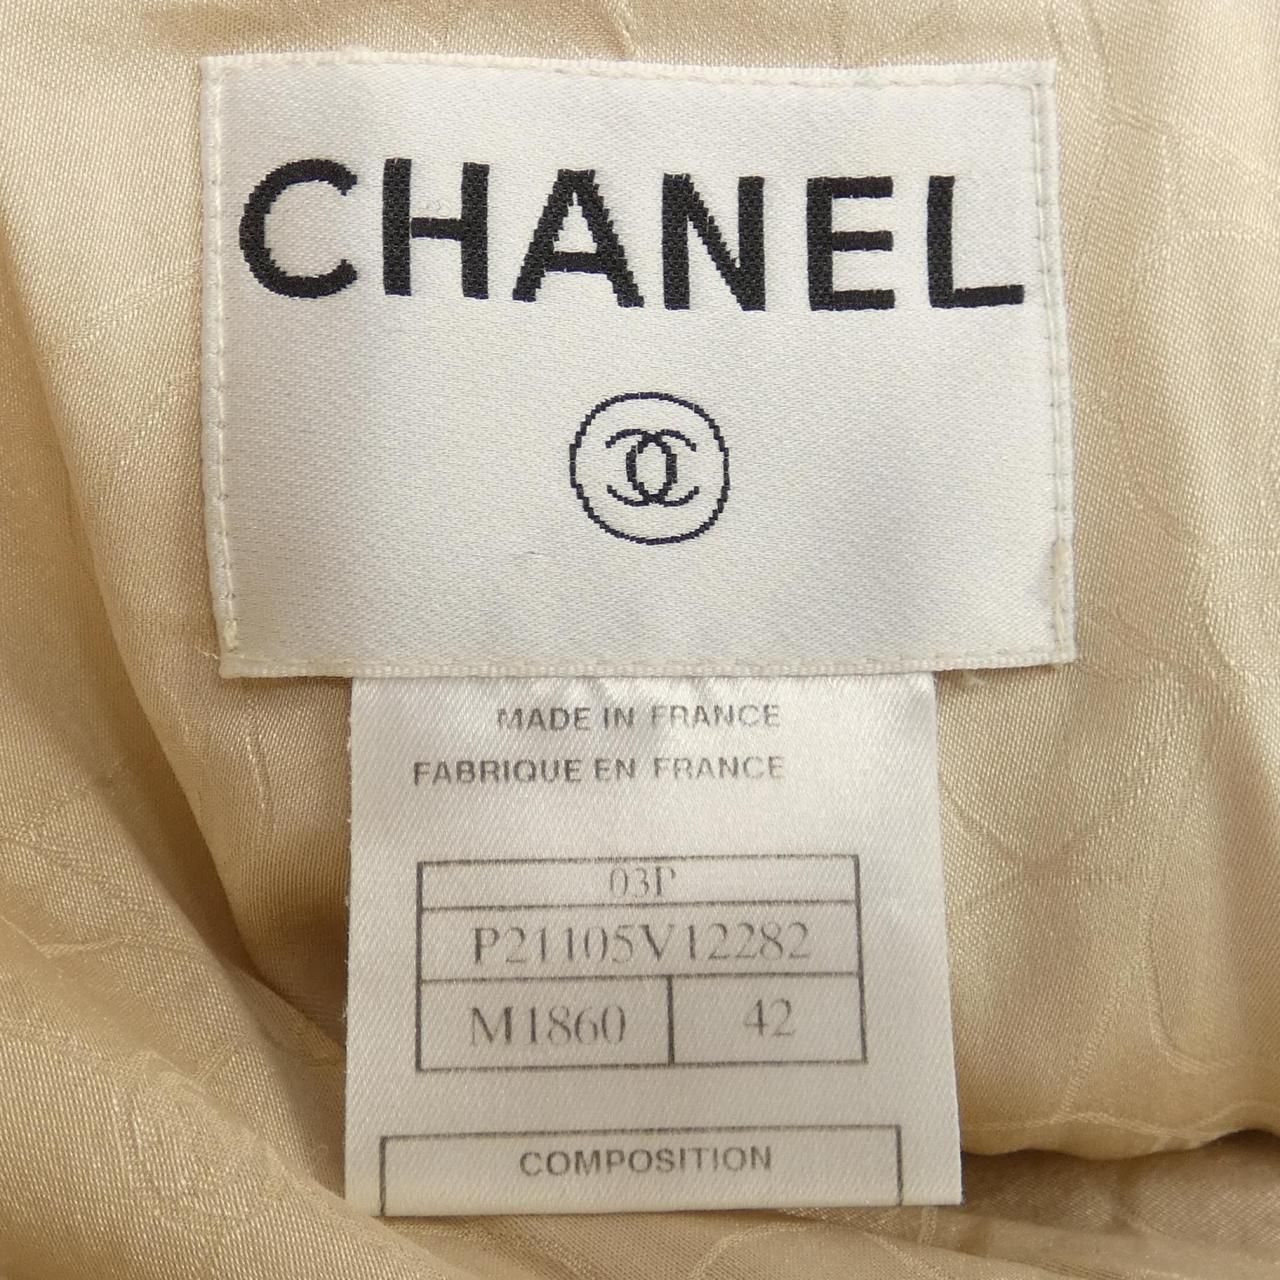 CHANEL
MADE IN FRANCE
FABRIQUE EN FRANCE
03P
P21105V12282
M1860 42
COMPOSITION